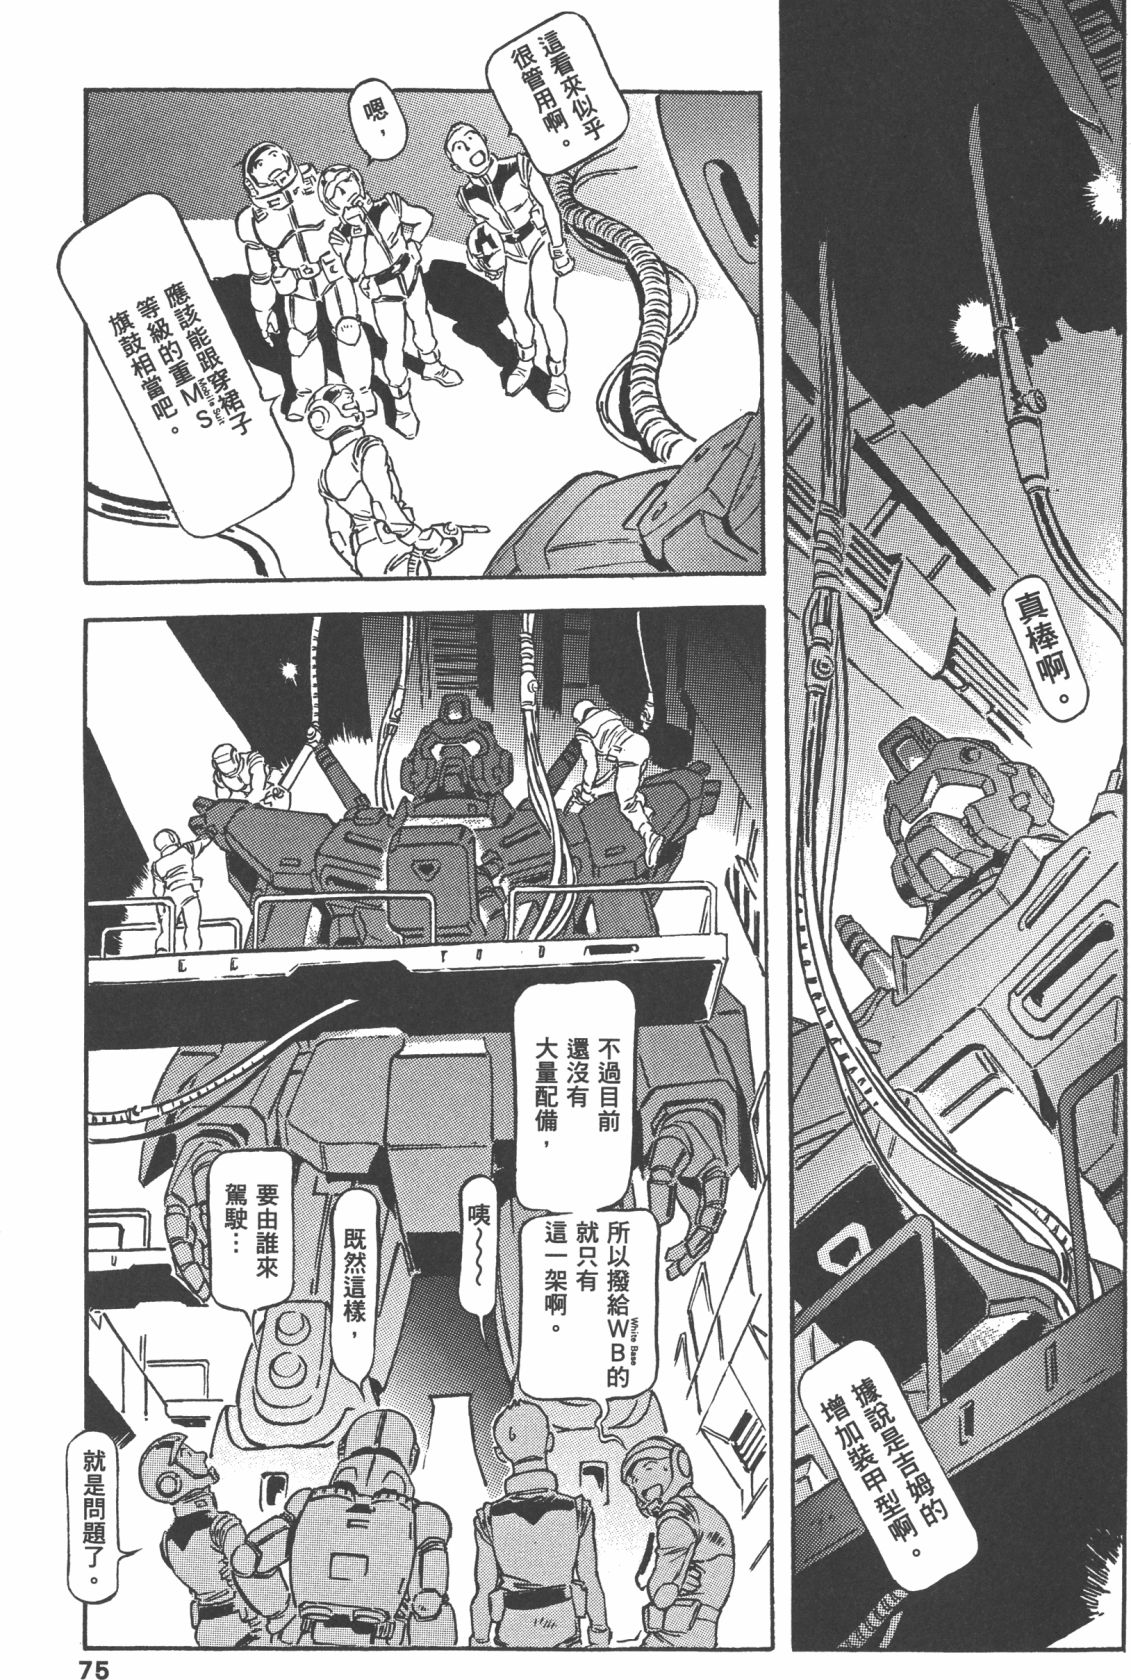 真棒啊。
據說是吉姆的
增加裝甲型啊。
這看來似乎
很管用啊。
嗯，
應該能跟穿裙子
等級的重MS
Mobile Suit
旗鼓相當吧。
不過目前
還沒有
大量配備，
所以撥給WB的
White Base
就只有
這一架啊。
咦～～～
既然這樣，
要由誰來
駕駛…
就是問題了。
75